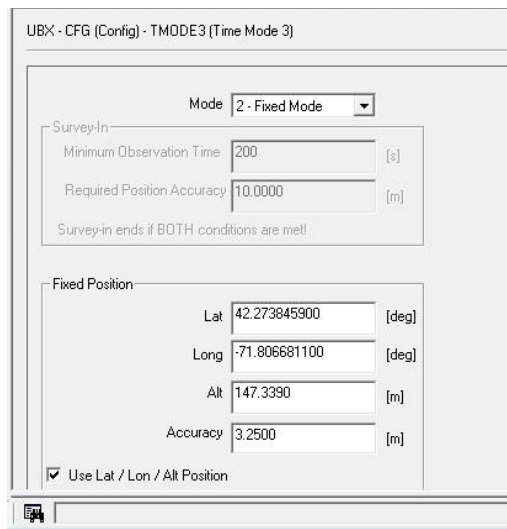 UBX - CFG (Config) - TMODE3 (Time Mode 3)
Mode 2 - Fixed Mode
Survey-In
Minimum Observation Time 200 [s]
Required Position Accuracy 10.0000 [m]
Survey-in ends if BOTH conditions are met!
Fixed Position
Lat 42.273845900 [deg]
Long -71.806681100 [deg]
Alt 147.3390 [m]
Accuracy 3.2500 [m]
Use Lat / Lon / Alt Position